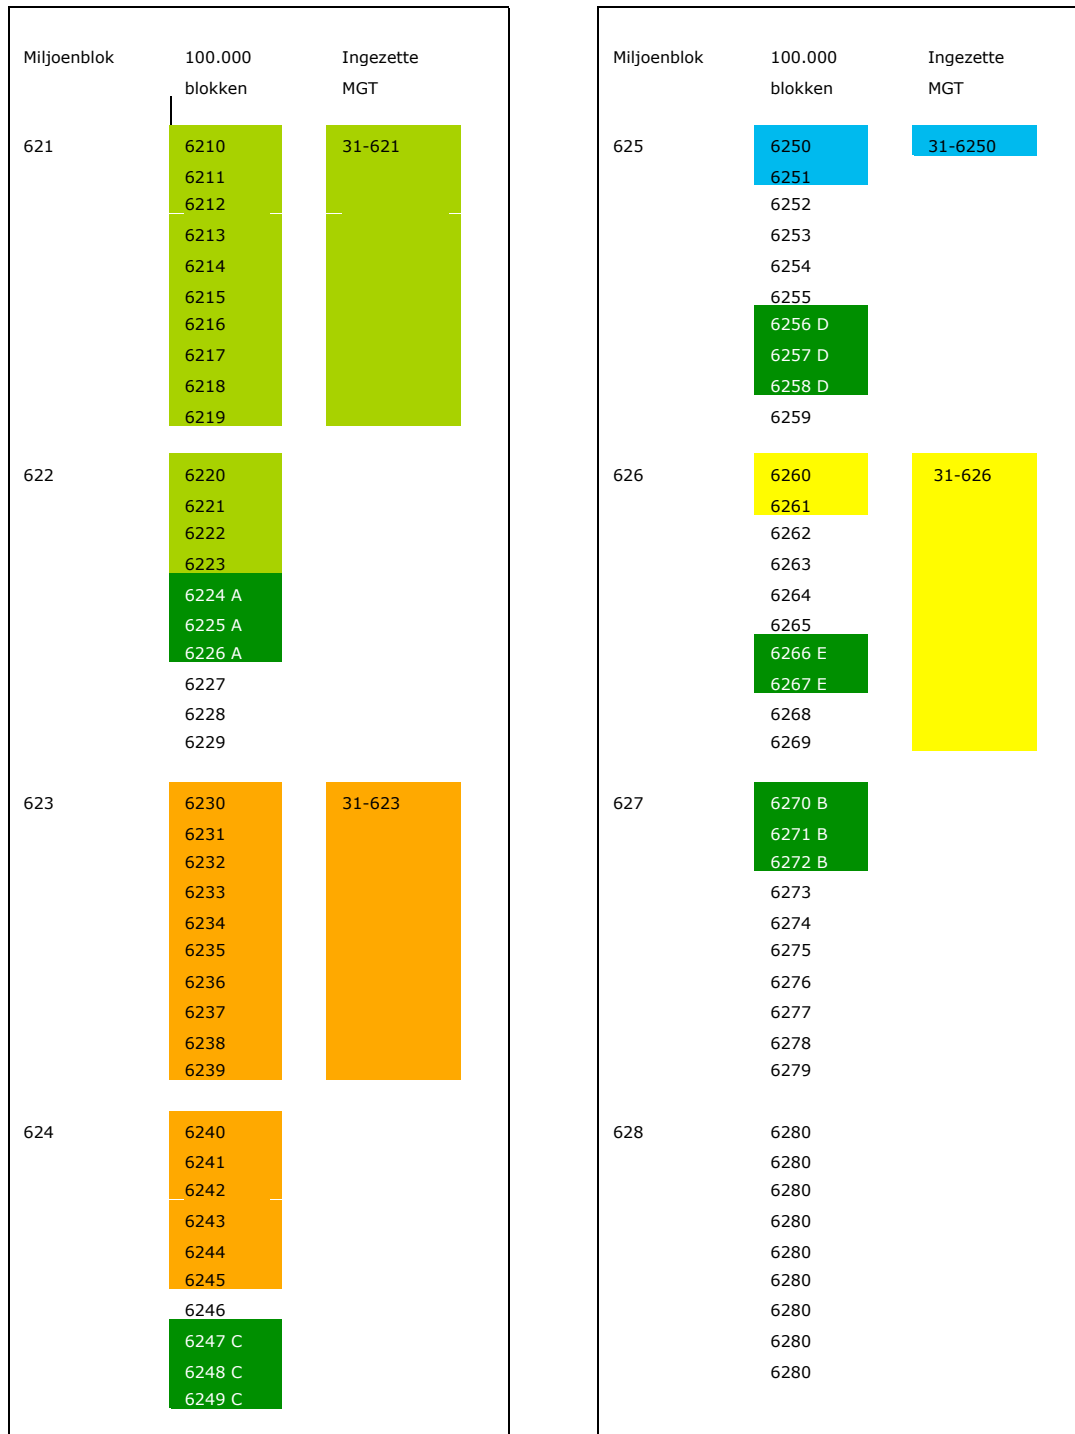 Miljoenblok 100.000 Ingezette
blokken MGT
621 6210 31-621
6211
6212
6213
6214
6215
6216
6217
6218
6219
622 6220
6221
6222
6223
6224 A
6225 A
6226 A
6227
6228
6229
623 6230 31-623
6231
6232
6233
6234
6235
6236
6237
6238
6239
624 6240
6241
6242
6243
6244
6245
6246
6247 C
6248 C
6249 C
Miljoenblok 100.000 Ingezette
blokken MGT
625 6250 31-6250
6251
6252
6253
6254
6255
6256 D
6257 D
6258 D
6259
626 6260 31-626
6261
6262
6263
6264
6265
6266 E
6267 E
6268
6269
627 6270 B
6271 B
6272 B
6273
6274
6275
6276
6277
6278
6279
628 6280
6280
6280
6280
6280
6280
6280
6280
6280